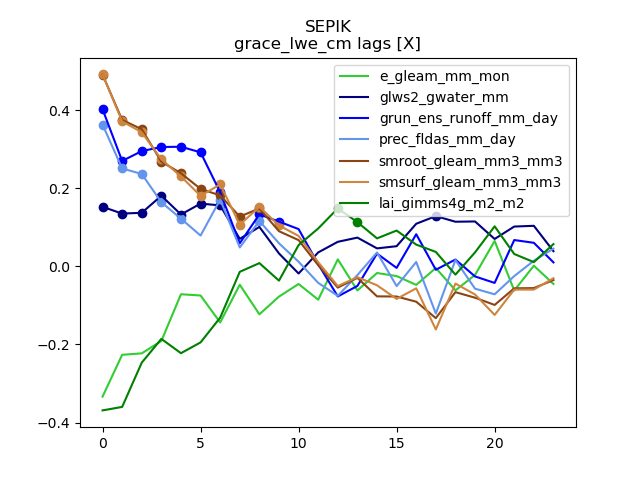 SEPIK
grace_lwe_cm lags [X]
e_gleam_mm_mon
glws2_gwater_mm
grun_ens_runoff_mm_day
prec_fldas_mm_day
smroot_gleam_mm3_mm3
smsurf_gleam_mm3_mm3
lai_gimms4g_m2_m2
0.4
0.2
0.0
−0.2
−0.4
0
5
10
15
20